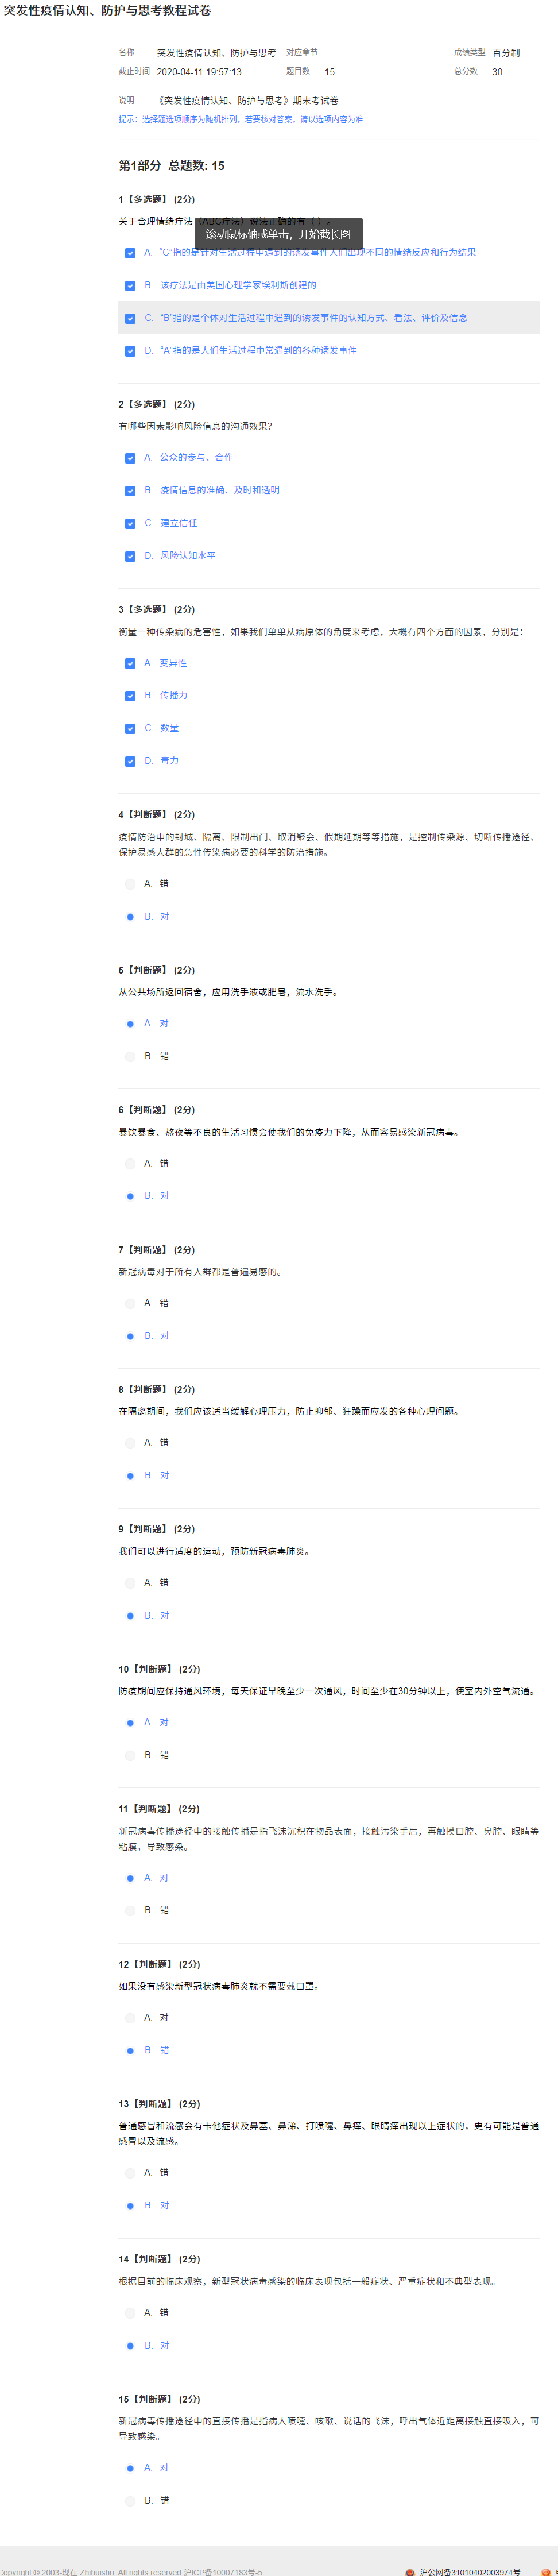 突发性疫情认知、防护与思考教程试卷
名称 突发性疫情认知、防护与思考 对应章节 成绩类型 百分制
截止时间 2020-04-11 19:57:13 题目数 15 总分数 30
说明 《突发性疫情认知、防护与思考》期末考试卷
提示：选择题选项顺序为随机排列，若要核对答案，请以选项内容为准
第1部分 总题数: 15
1【多选题】 (2分)
关于合理情绪疗法（ABC疗法）说法正确的有（ ）。
滚动鼠标轴或单击，开始截长图
A. “C”指的是针对生活过程中遇到的诱发事件人们出现不同的情绪反应和行为结果
B. 该疗法是由美国心理学家埃利斯创建的
C. “B”指的是个体对生活过程中遇到的诱发事件的认知方式、看法、评价及信念
D. “A”指的是人们生活过程中常遇到的各种诱发事件
2【多选题】 (2分)
有哪些因素影响风险信息的沟通效果?
A. 公众的参与、合作
B. 疫情信息的准确、及时和透明
C. 建立信任
D. 风险认知水平
3【多选题】 (2分)
衡量一种传染病的危害性，如果我们单单从病原体的角度来考虑，大概有四个方面的因素，分别是：
A. 变异性
B. 传播力
C. 数量
D. 毒力
4【判断题】 (2分)
疫情防治中的封城、隔离、限制出门、取消聚会、假期延期等等措施，是控制传染源、切断传播途径、
保护易感人群的急性传染病必要的科学的防治措施。
A. 错
B. 对
5【判断题】 (2分)
从公共场所返回宿舍，应用洗手液或肥皂，流水洗手。
A. 对
B. 错
6【判断题】 (2分)
暴饮暴食、熬夜等不良的生活习惯会使我们的免疫力下降，从而容易感染新冠病毒。
A. 错
B. 对
7【判断题】 (2分)
新冠病毒对于所有人群都是普遍易感的。
A. 错
B. 对
8【判断题】 (2分)
在隔离期间，我们应该适当缓解心理压力，防止抑郁、狂躁而应发的各种心理问题。
A. 错
B. 对
9【判断题】 (2分)
我们可以进行适度的运动，预防新冠病毒肺炎。
A. 错
B. 对
10【判断题】 (2分)
防疫期间应保持通风环境，每天保证早晚至少一次通风，时间至少在30分钟以上，使室内外空气流通。
A. 对
B. 错
11【判断题】 (2分)
新冠病毒传播途径中的接触传播是指飞沫沉积在物品表面，接触污染手后，再触摸口腔、鼻腔、眼睛等
粘膜，导致感染。
A. 对
B. 错
12【判断题】 (2分)
如果没有感染新型冠状病毒肺炎就不需要戴口罩。
A. 对
B. 错
13【判断题】 (2分)
普通感冒和流感会有卡他症状及鼻塞、鼻涕、打喷嚏、鼻痒、眼睛痒出现以上症状的，更有可能是普通
感冒以及流感。
A. 错
B. 对
14【判断题】 (2分)
根据目前的临床观察，新型冠状病毒感染的临床表现包括一般症状、严重症状和不典型表现。
A. 错
B. 对
15【判断题】 (2分)
新冠病毒传播途径中的直接传播是指病人喷嚏、咳嗽、说话的飞沫，呼出气体近距离接触直接吸入，可
导致感染。
A. 对
B. 错
Copyright © 2003-现在 Zhihuishu. All rights reserved.沪ICP备10007183号-5 沪公网备31010402003974号